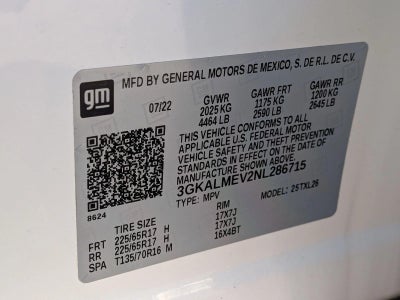 gm
MFD BY GENERAL MOTORS DE MEXICO, S. DE R.L. DE C.V.
07/22 GVWR GAWR FRT GAWR RR
2025 KG 1175 KG 1200 KG
4464 LB 2590 LB 2645 LB
THIS VEHICLE CONFORMS TO ALL
APPLICABLE U.S. FEDERAL MOTOR
VEHICLE SAFETY AND THEFT PREVENTION
STANDARDS IN EFFECT ON THE DATE OF
MANUFACTURE SHOWN ABOVE.
3GKALMEV2NL286715
TYPE: MPV MODEL: 2STXL26
8624
TIRE SIZE RIM
FRT 225/65R17 H 17X7J
RR 225/65R17 H 17X7J
SPA T135/70R16 M 16X4BT